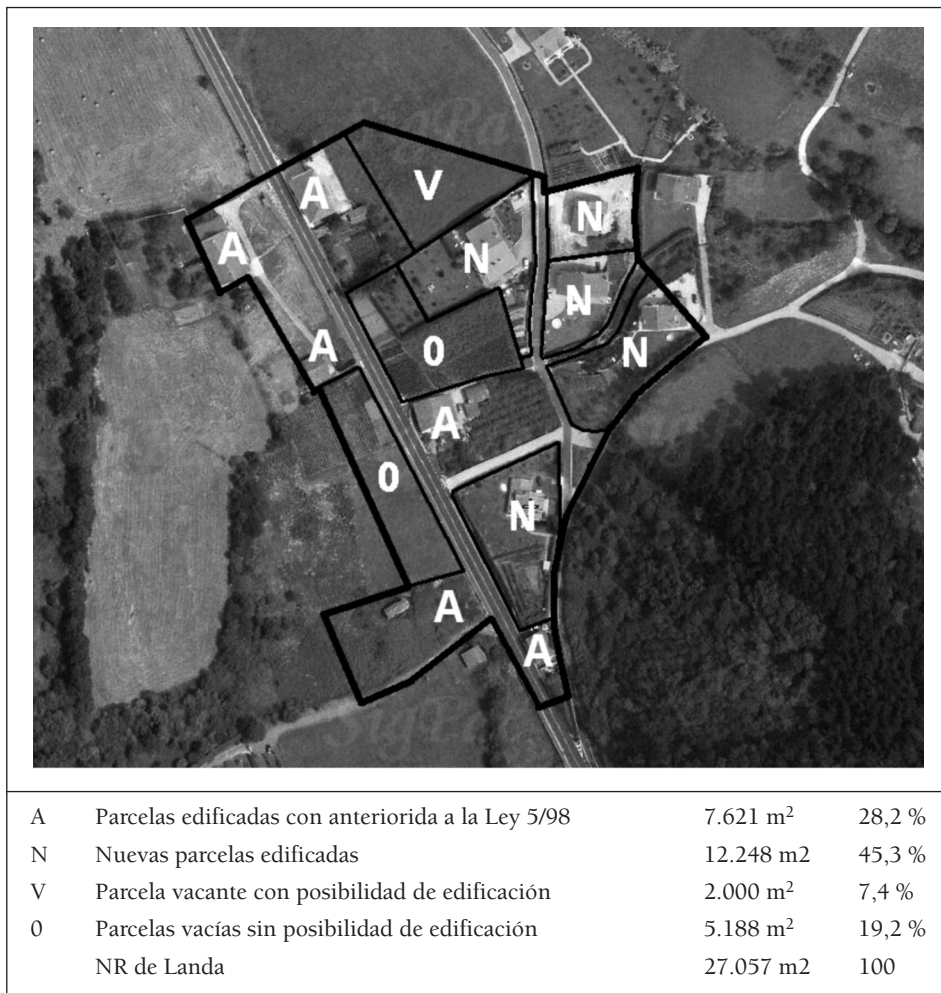 SigPac
V
A
N
A
N
N
A
0
A
0
N
A
A
SigPac
A Parcelas edificadas con anteriorida a la Ley 5/98 7.621 m² 28,2 %
N Nuevas parcelas edificadas 12.248 m2 45,3 %
V Parcela vacante con posibilidad de edificación 2.000 m² 7,4 %
0 Parcelas vacías sin posibilidad de edificación 5.188 m² 19,2 %
NR de Landa 27.057 m2 100